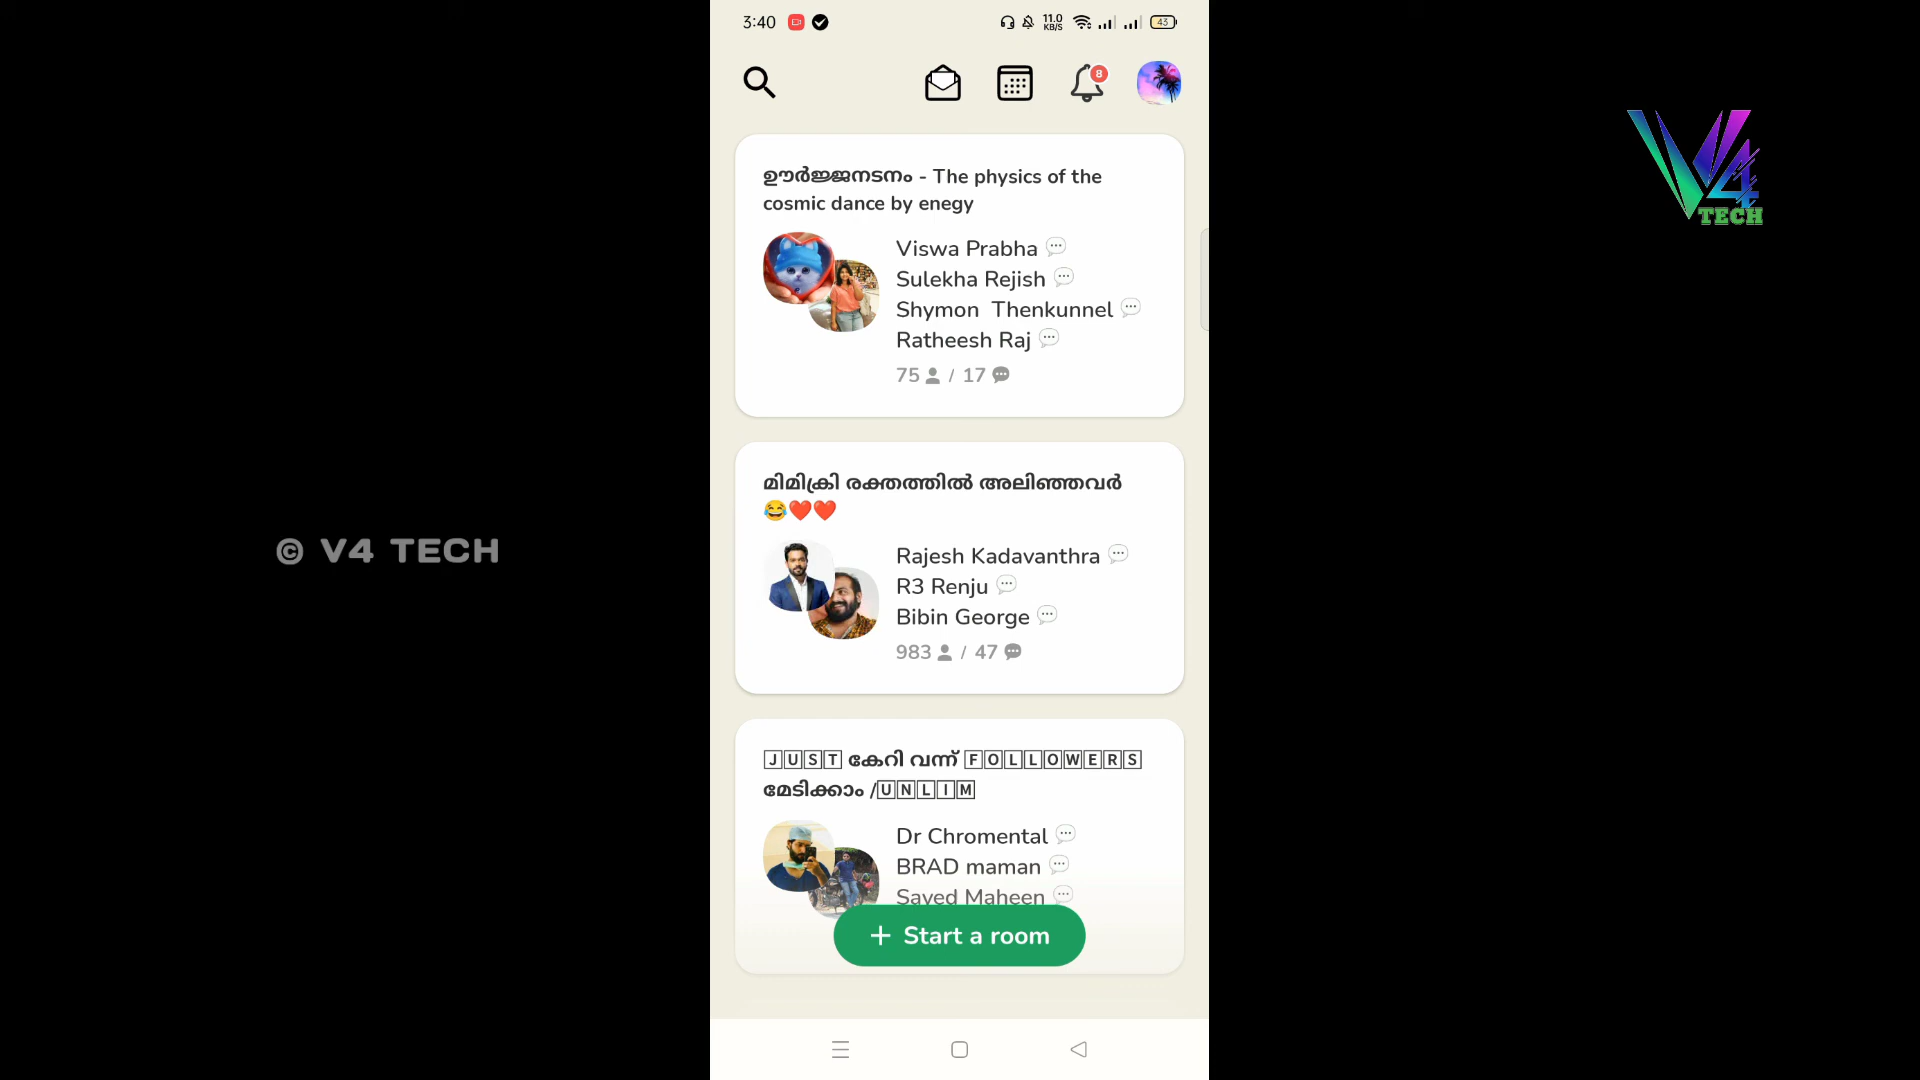 3:40
11.0
KB/S
43
8
V4
TECH
ഊർജ്ജനടനം - The physics of the
cosmic dance by enegy
Viswa Prabha
Sulekha Rejish
Shymon Thenkunnel
Ratheesh Raj
75 / 17
മിമിക്രി രക്തത്തിൽ അലിഞ്ഞവർ
😂❤️❤️
Rajesh Kadavanthra
R3 Renju
Bibin George
983 / 47
© V4 TECH
🄹🅄🅂🅃 കേറി വന്ന് 🄵🄾🄻🄻🄾🅆🄴🅁🅂
മേടിക്കാം /🅄🄽🄻🄸🄼
Dr Chromental
BRAD maman
Sayed Maheen
+ Start a room